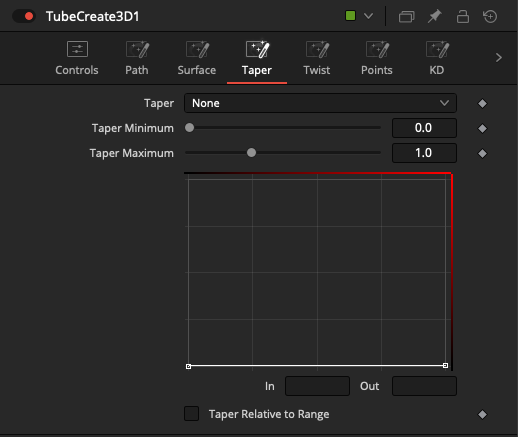 TubeCreate3D1
Controls Path Surface Taper Twist Points KD
Taper None
Taper Minimum 0.0
Taper Maximum 1.0
In Out
Taper Relative to Range